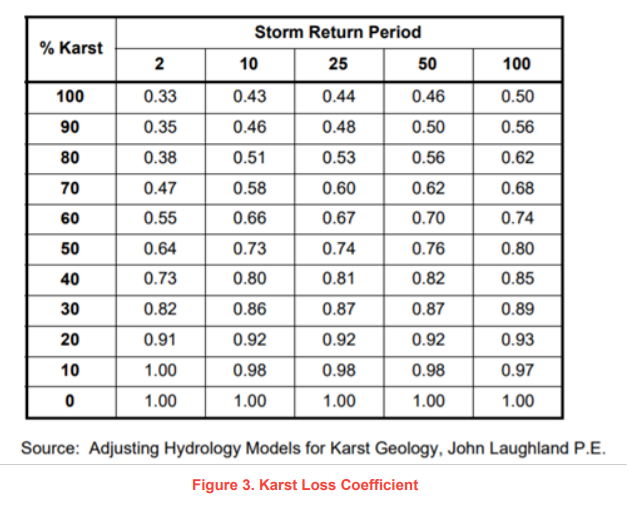 % Karst
Storm Return Period
2 10 25 50 100
100 0.33 0.43 0.44 0.46 0.50
90 0.35 0.46 0.48 0.50 0.56
80 0.38 0.51 0.53 0.56 0.62
70 0.47 0.58 0.60 0.62 0.68
60 0.55 0.66 0.67 0.70 0.74
50 0.64 0.73 0.74 0.76 0.80
40 0.73 0.80 0.81 0.82 0.85
30 0.82 0.86 0.87 0.87 0.89
20 0.91 0.92 0.92 0.92 0.93
10 1.00 0.98 0.98 0.98 0.97
0 1.00 1.00 1.00 1.00 1.00
Source: Adjusting Hydrology Models for Karst Geology, John Laughland P.E.
Figure 3. Karst Loss Coefficient